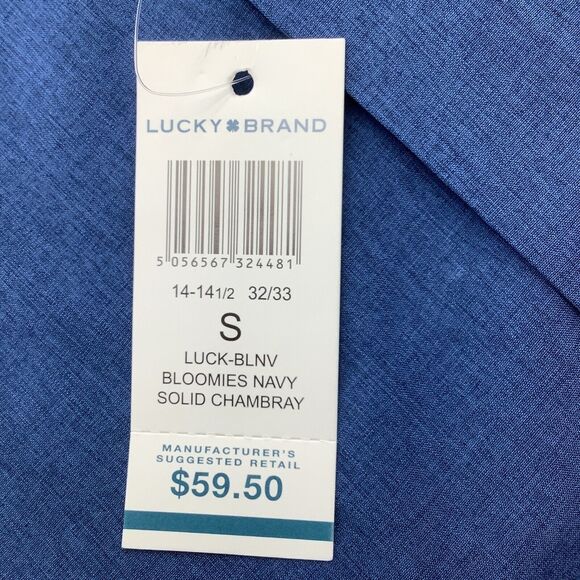 LUCKY BRAND
5 056567 324481
14-14 1/2 32/33
S
LUCK-BLNV
BLOOMIES NAVY
SOLID CHAMBRAY
MANUFACTURER'S
SUGGESTED RETAIL
$59.50